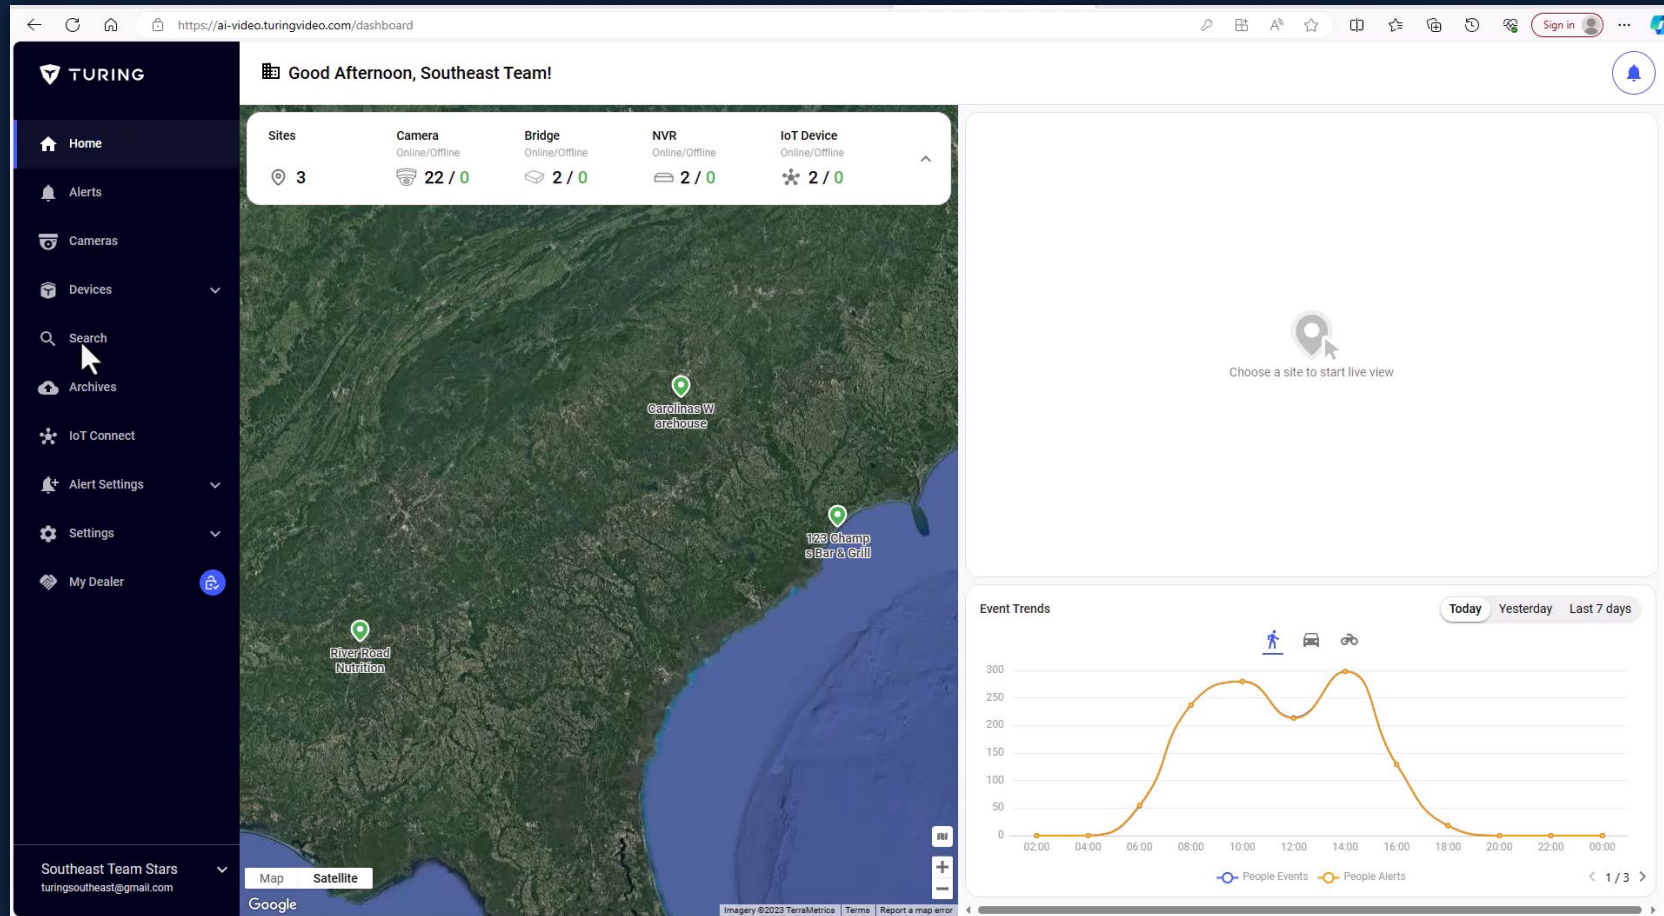 https://ai-video.turingvideo.com/dashboard
Sign in
TURING
Good Afternoon, Southeast Team!
Home
Alerts
Cameras
Devices
Search
Archives
IoT Connect
Alert Settings
Settings
My Dealer
Southeast Team Stars
turingsoutheast@gmail.com
Sites Camera Bridge NVR IoT Device
Online/Offline Online/Offline Online/Offline Online/Offline
3 22 / 0 2 / 0 2 / 0 2 / 0
Carolinas W
arehouse
123 Champ
s Bar & Grill
River Road
Nutrition
Map Satellite
Google
Imagery ©2023 TerraMetrics Terms Report a map error
Choose a site to start live view
Event Trends
Today Yesterday Last 7 days
300
250
200
150
100
50
0
02:00 04:00 06:00 08:00 10:00 12:00 14:00 16:00 18:00 20:00 22:00 00:00
People Events People Alerts
1 / 3